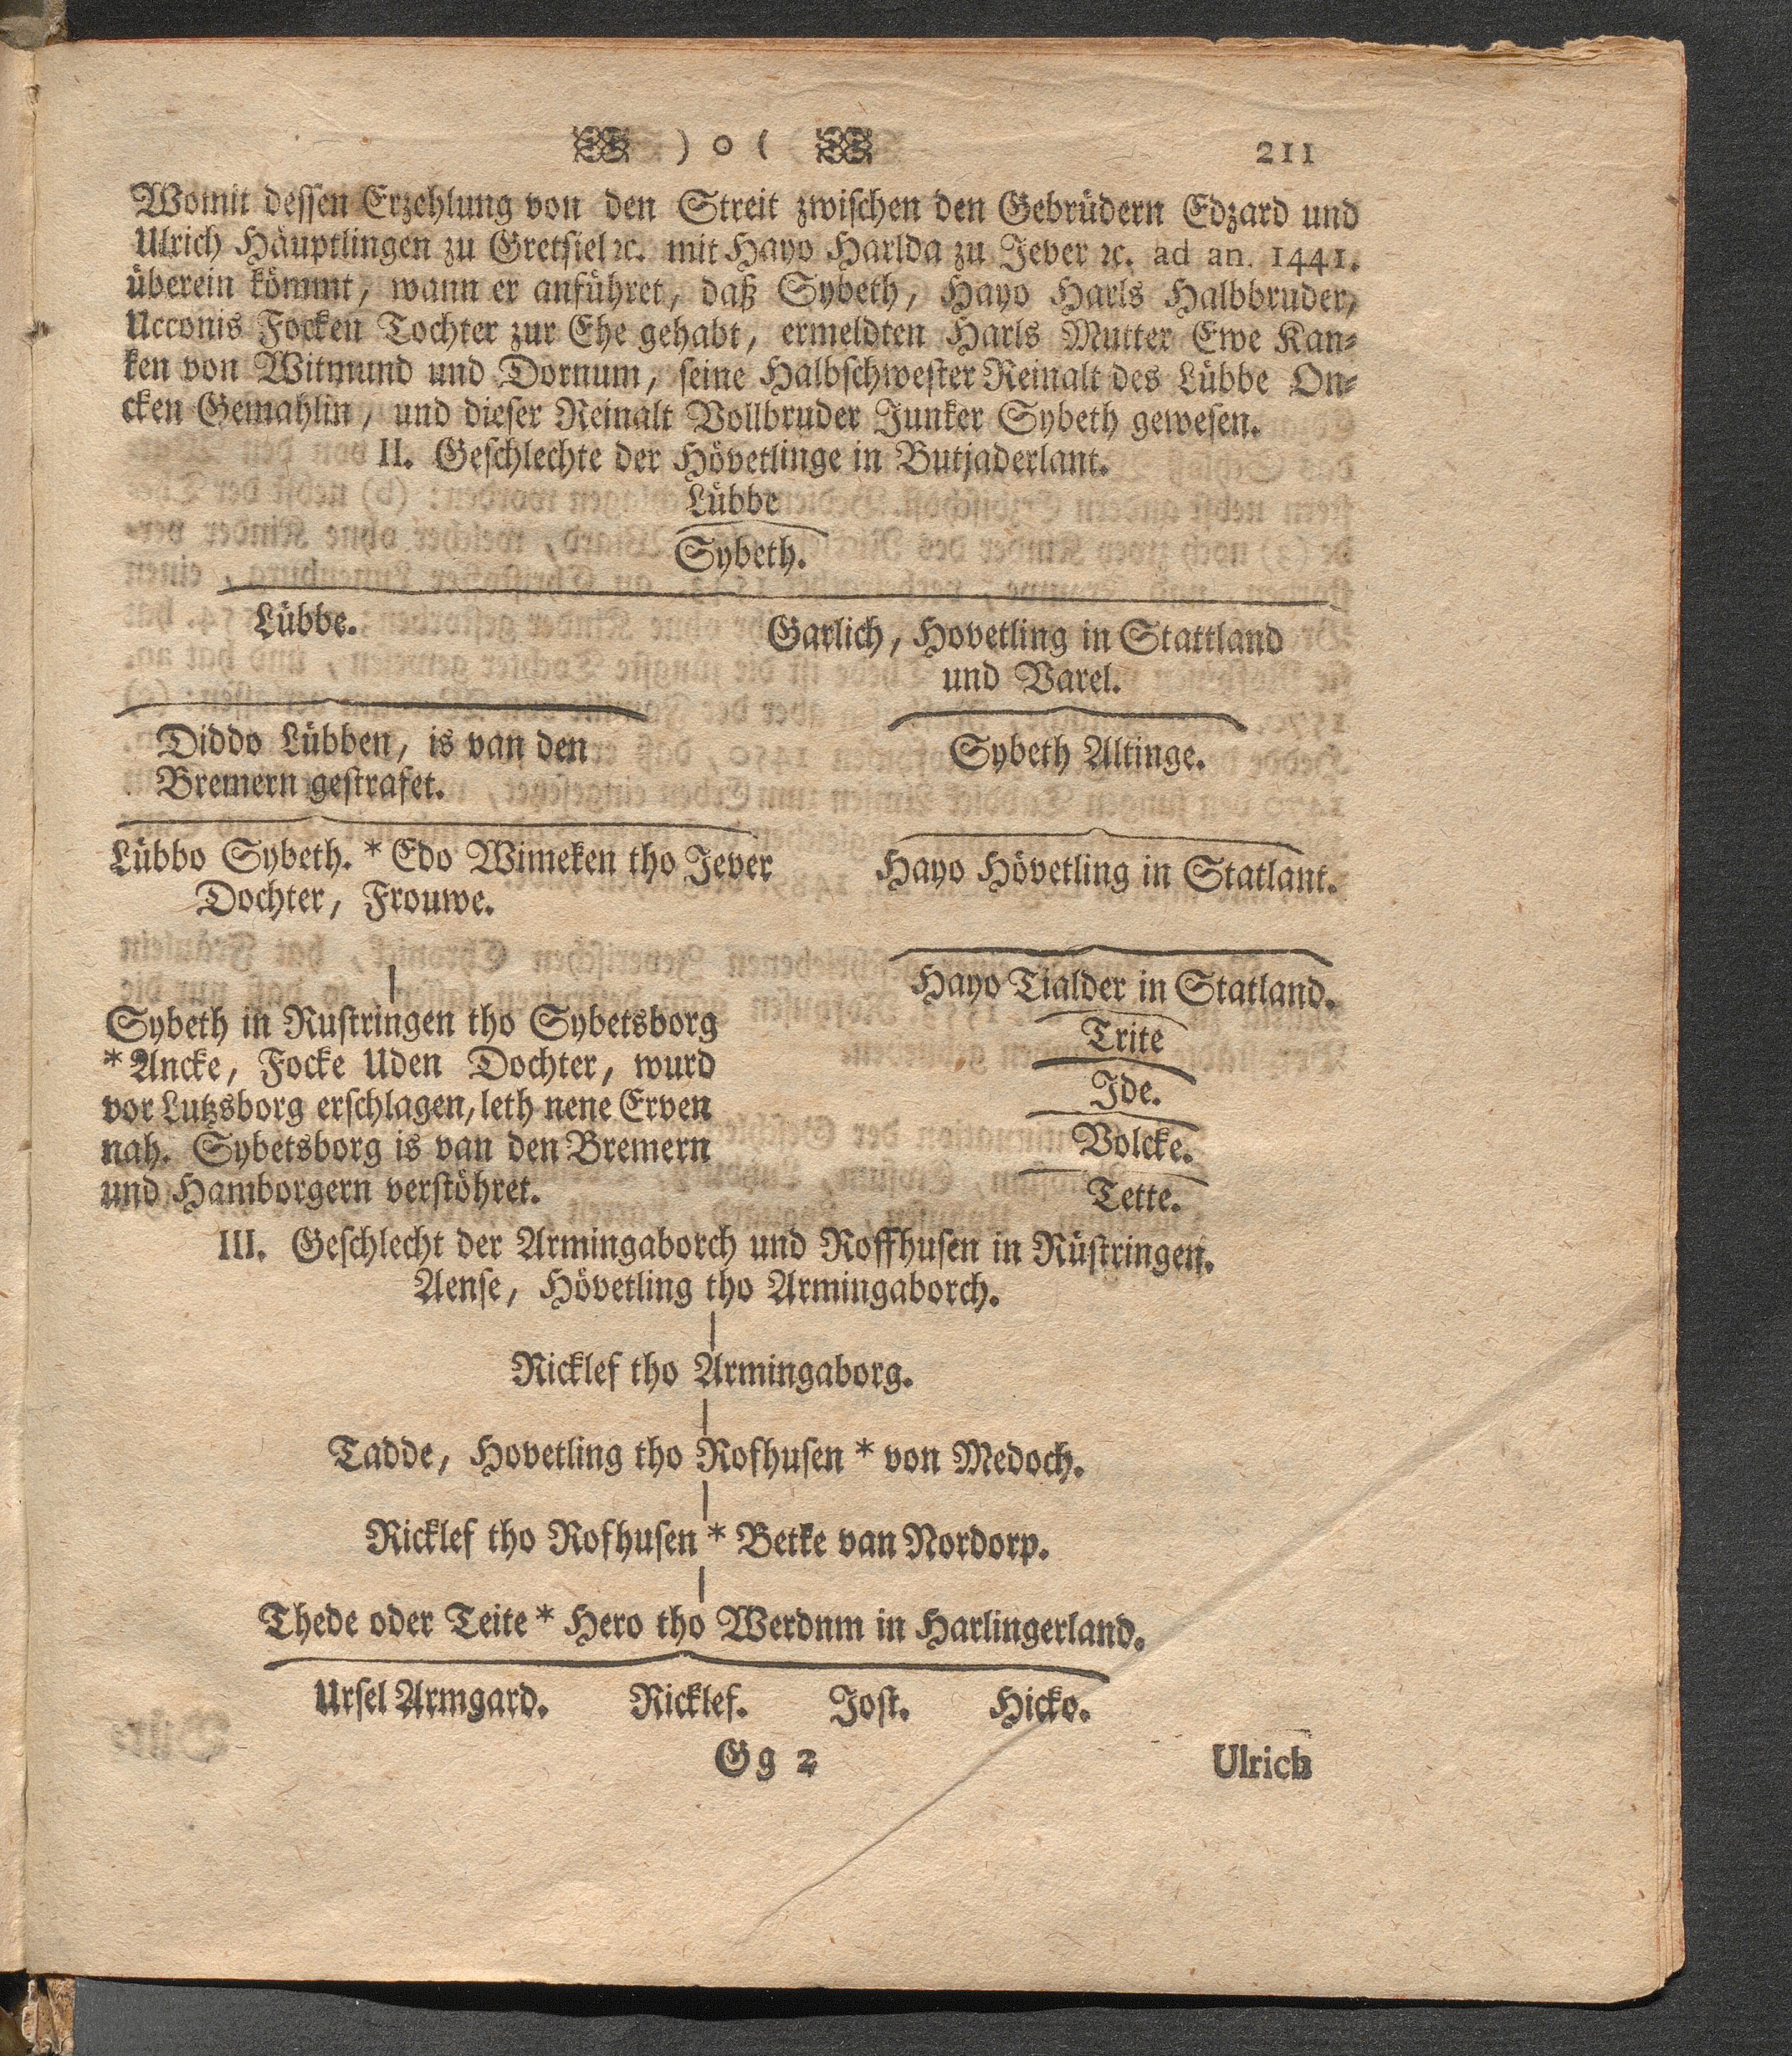 ) o (
211
Womit dessen Erzehlung von den Streit zwischen den Gebrüdern Edzard und
Ulrich Häuptlingen zu Gretsiel ꝛc. mit Hayo Harlda zu Jever ꝛc. ad an. 1441.
überein kömmt, wann er anführet, daß Sybeth, Hayo Harls Halbbruder,
Ucconis Focken Tochter zur Ehe gehabt, ermeldten Harls Mutter Ewe Kan-
ken von Witmund und Dornum, seine Halbschwester Reinalt des Lübbe On-
cken Gemahlin, und dieser Reinalt Vollbruder Junker Sybeth gewesen.
II. Geschlechte der Hövetlinge in Butjaderlant.
Lübbe
Sybeth.
Lübbe.
Garlich, Hovetling in Stattland
und Varel.
Diddo Lübben, is van den
Bremern gestrafet.
Sybeth Altinge.
Lübbo Sybeth. * Edo Wimeken tho Jever
Dochter, Frouwe.
Hayo Hövetling in Statlant.
Hayo Tialder in Statland.
Sybeth in Rustringen tho Sybetsborg
* Ancke, Focke Uden Dochter, wurd
vor Lutzsborg erschlagen, leth nene Erven
nah. Sybetsborg is van den Bremern
und Hamborgern verstöhret.
Trite
Ide.
Volcke.
Tette.
III. Geschlecht der Armingaborch und Roffhusen in Rüstringen.
Aense, Hövetling tho Armingaborch.
Ricklef tho Armingaborg.
Tadde, Hovetling tho Rofhusen * von Medoch.
Ricklef tho Rofhusen * Betke van Nordorp.
Thede oder Teite * Hero tho Werdnm in Harlingerland.
Ursel Armgard. Ricklef. Jost. Hicko.
Gg 2
Ulrich